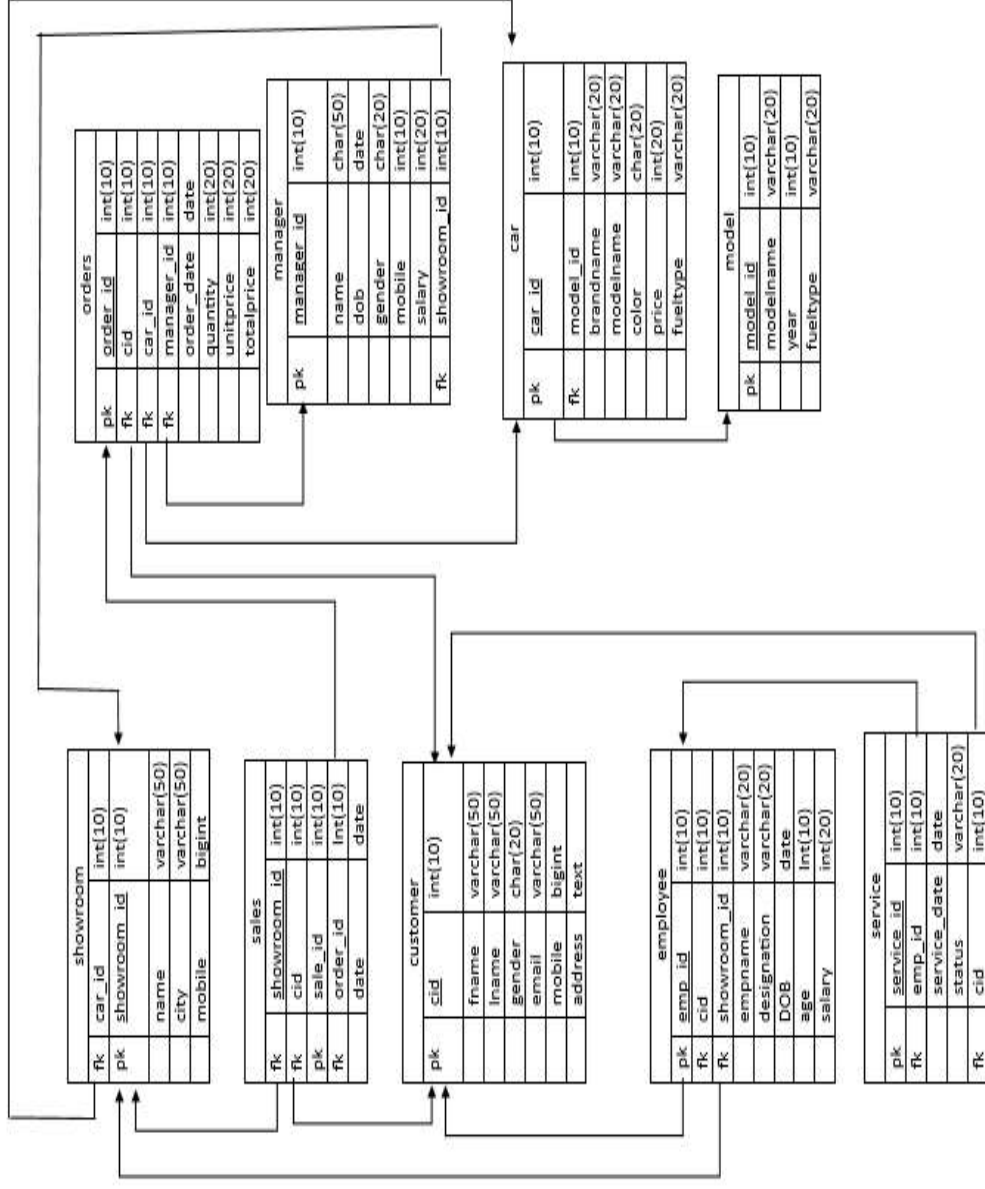 showroom
fk car_id int(10)
pk showroom_id int(10)
name varchar(50)
city varchar(50)
mobile bigint
sales
fk showroom_id int(10)
fk cid int(10)
pk sale_id int(10)
fk order_id Int(10)
date date
customer
pk cid int(10)
fname varchar(50)
lname varchar(50)
gender char(20)
email varchar(50)
mobile bigint
address text
employee
pk emp_id int(10)
fk cid int(10)
fk showroom_id int(10)
empname varchar(20)
designation varchar(20)
DOB date
age Int(10)
salary int(20)
service
pk service_id int(10)
fk emp_id int(10)
service_date date
status varchar(20)
fk cid int(10)
orders
pk order_id int(10)
fk cid int(10)
fk car_id int(10)
fk manager_id int(10)
order_date date
quantity int(20)
unitprice int(20)
totalprice int(20)
manager
pk manager_id int(10)
name char(50)
dob date
gender char(20)
mobile int(10)
salary int(20)
fk showroom_id int(10)
car
pk car_id int(10)
fk model_id int(10)
brandname varchar(20)
modelname varchar(20)
color char(20)
price int(20)
fueltype varchar(20)
model
pk model_id int(10)
modelname varchar(20)
year int(10)
fueltype varchar(20)